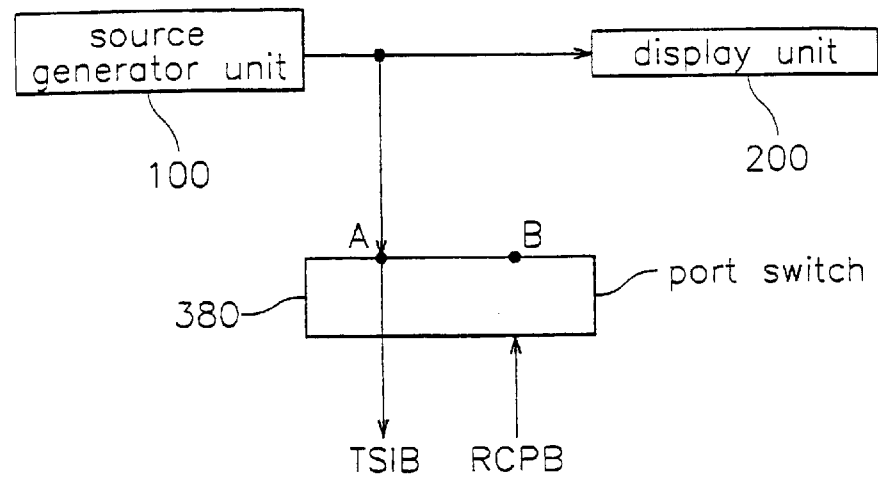 source
generator unit
display unit
100
200
A
B
port switch
380
TSIB
RCPB